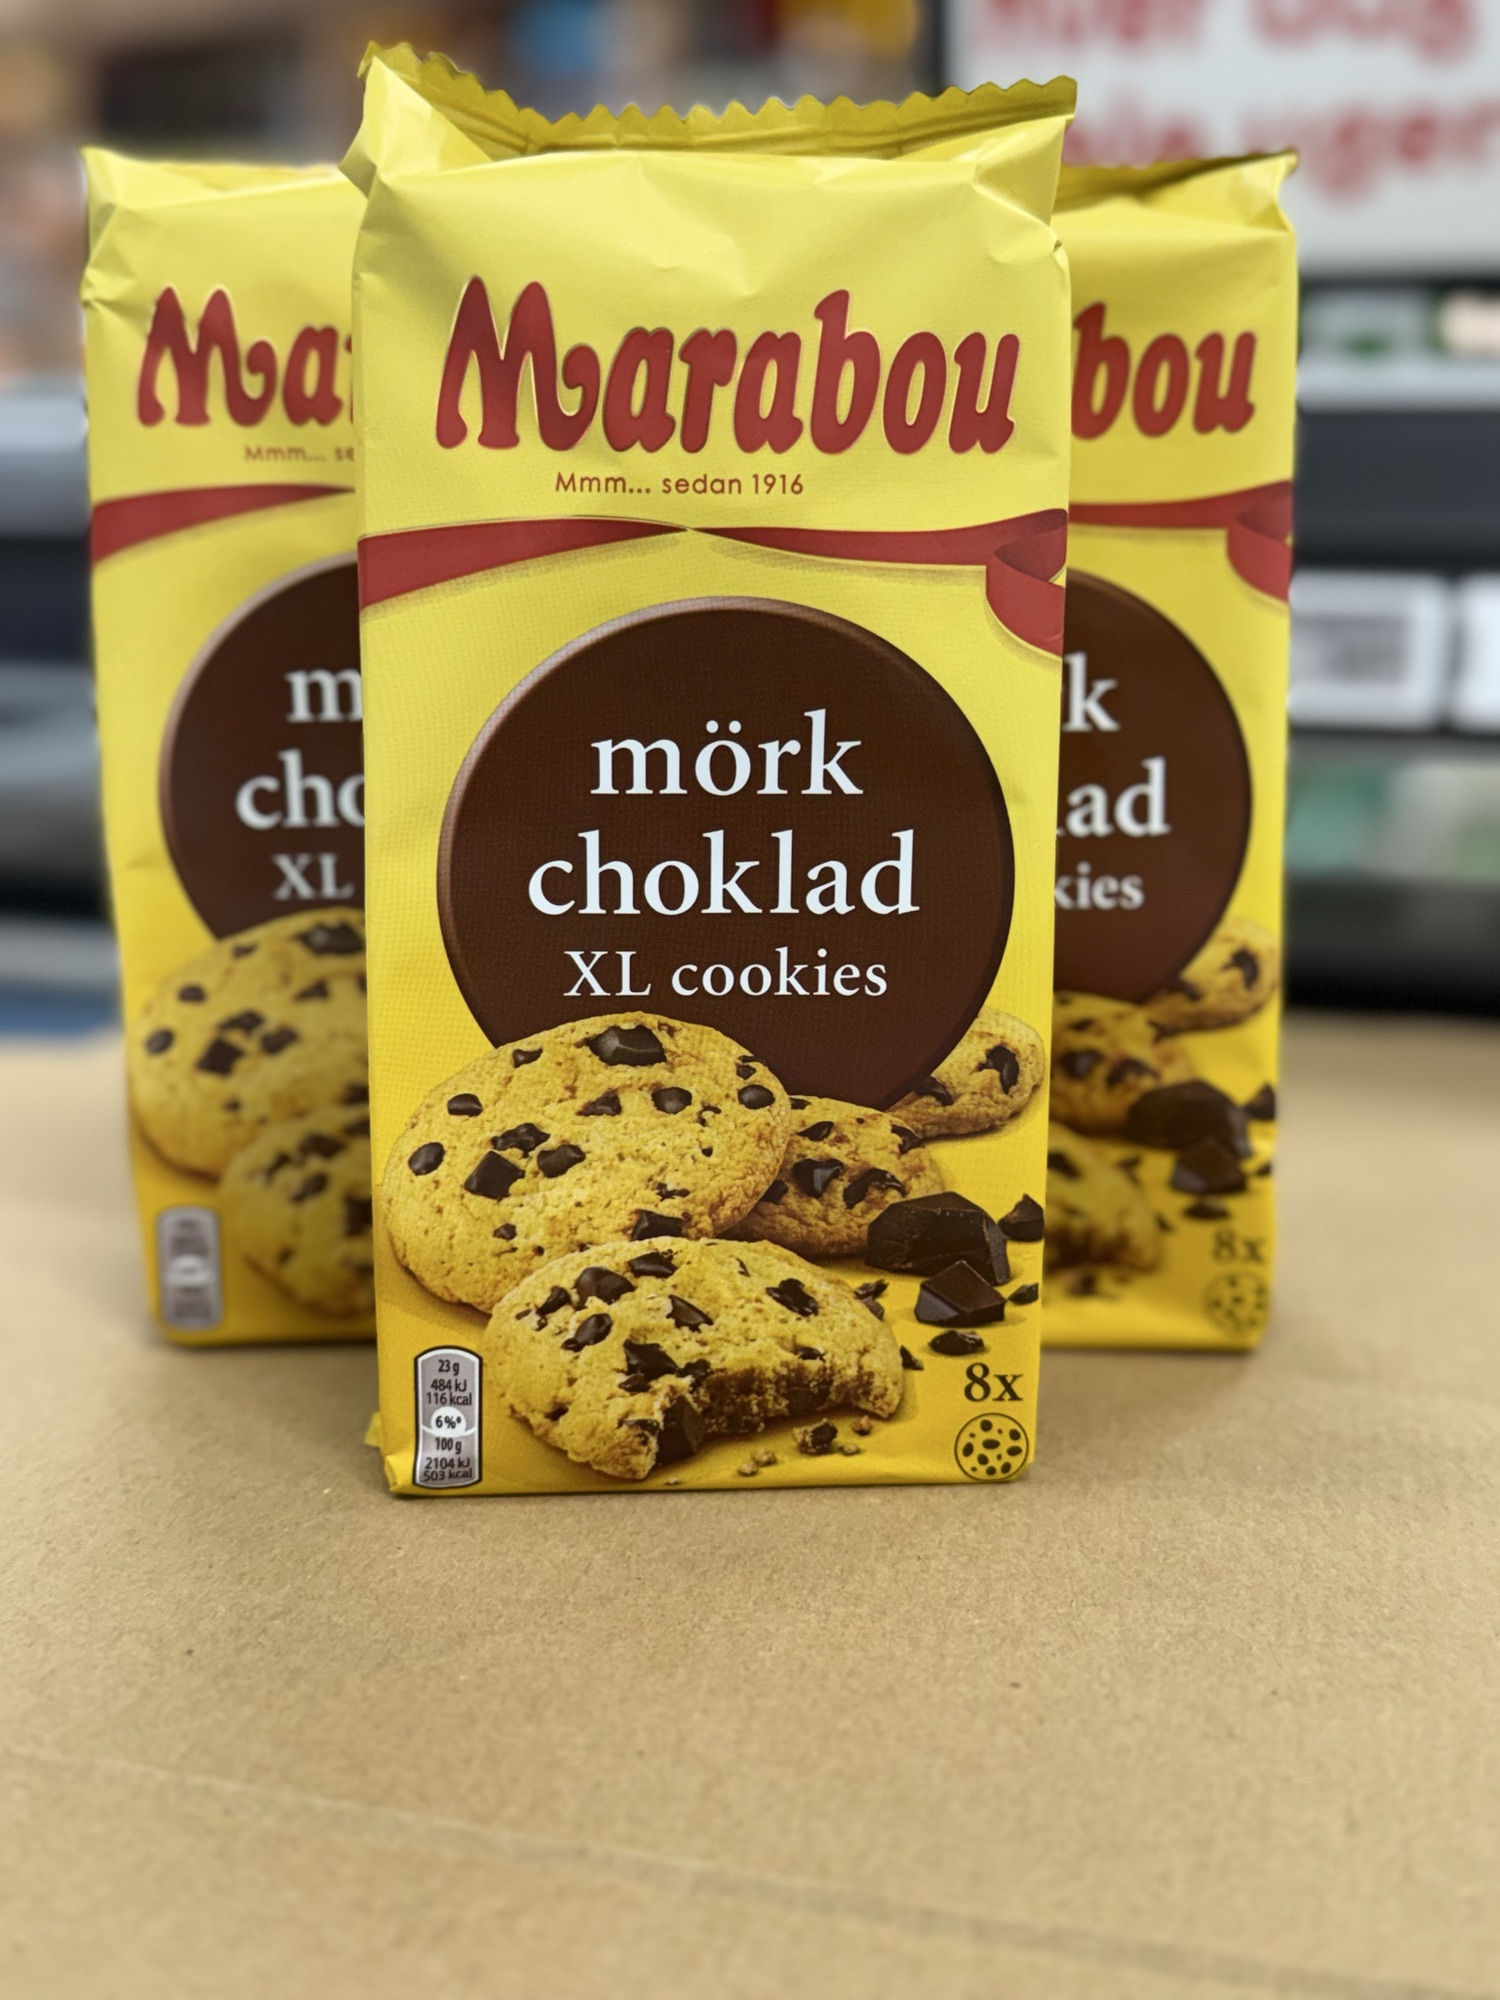 Marabou
Mmm... sedan 1916
mörk
choklad
XL cookies
23 g
484 kJ
116 kcal
6%*
100 g
2104 kJ
503 kcal
8x
Ma
Mmm... se
m
cho
XL
bou
k
ad
kies
8x